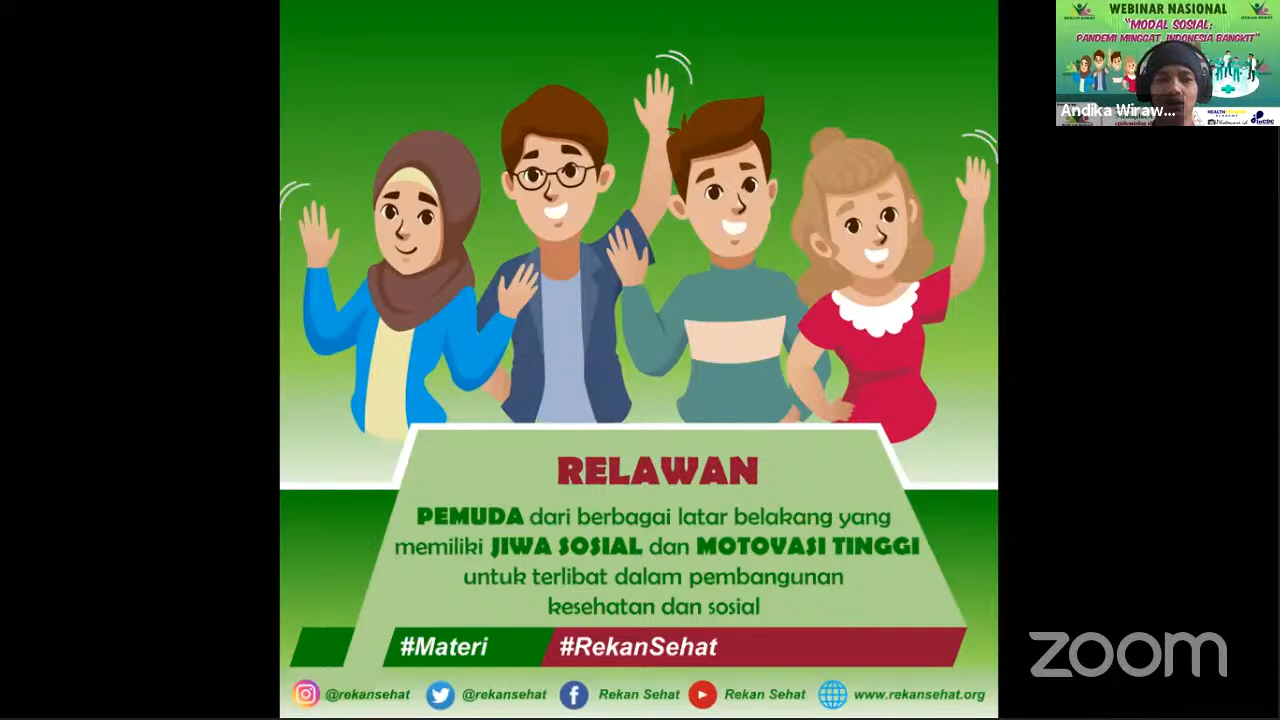 WEBINAR NASIONAL
"MODAL SOSIAL:
PANDEMI MINGGAT, INDONESIA BANGKIT"
Andika Wiraw...
RELAWAN
PEMUDA dari berbagai latar belakang yang
memiliki JIWA SOSIAL dan MOTOVASI TINGGI
untuk terlibat dalam pembangunan
kesehatan dan sosial
#Materi #RekanSehat
@rekansehat @rekansehat Rekan Sehat Rekan Sehat www.rekansehat.org
zoom